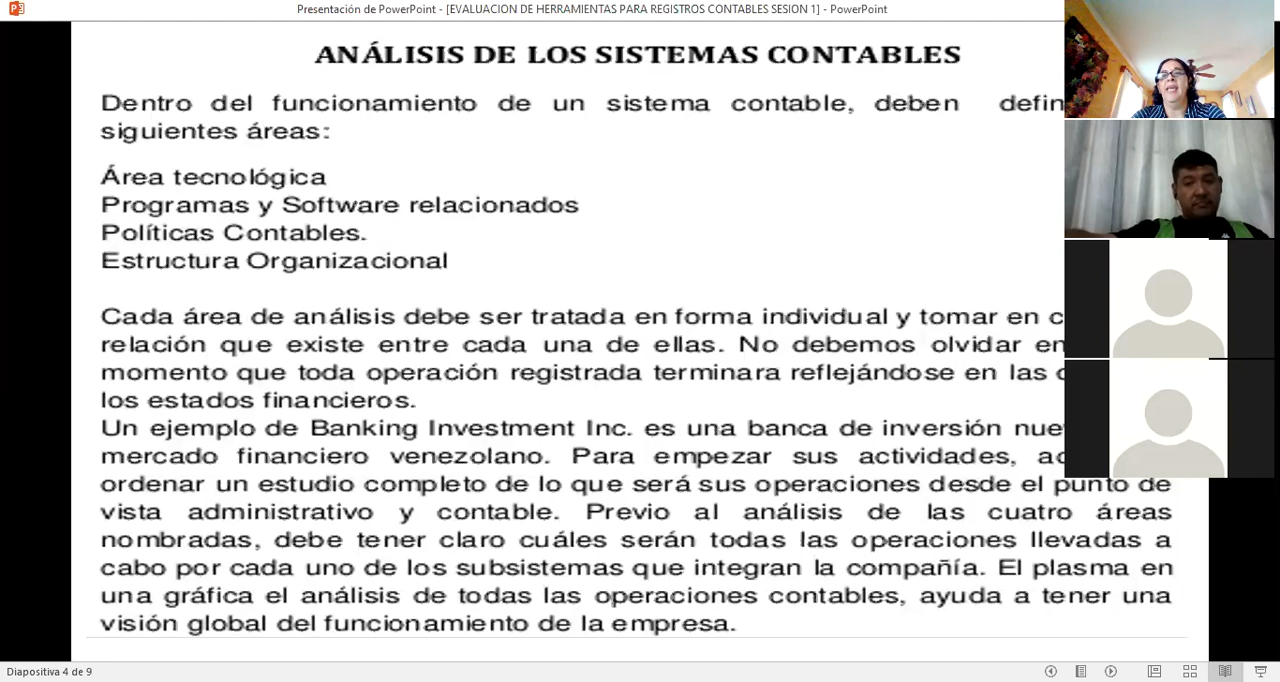 Presentación de PowerPoint - [EVALUACION DE HERRAMIENTAS PARA REGISTROS CONTABLES SESION 1] - PowerPoint
ANÁLISIS DE LOS SISTEMAS CONTABLES
Dentro del funcionamiento de un sistema contable, deben
siguientes áreas:
Área tecnológica
Programas y Software relacionados
Políticas Contables.
Estructura Organizacional
Cada área de análisis debe ser tratada en forma individual y tomar en
relación que existe entre cada una de ellas. No debemos olvidar
momento que toda operación registrada terminara reflejándose en las
los estados financieros.
Un ejemplo de Banking Investment Inc. es una banca de inversión
mercado financiero venezolano. Para empezar sus actividades,
ordenar un estudio completo de lo que será sus operaciones desde el punto de
vista administrativo y contable. Previo al análisis de las cuatro áreas
nombradas, debe tener claro cuáles serán todas las operaciones llevadas a
cabo por cada uno de los subsistemas que integran la compañía. El plasma en
una gráfica el análisis de todas las operaciones contables, ayuda a tener una
visión global del funcionamiento de la empresa.
Diapositiva 4 de 9